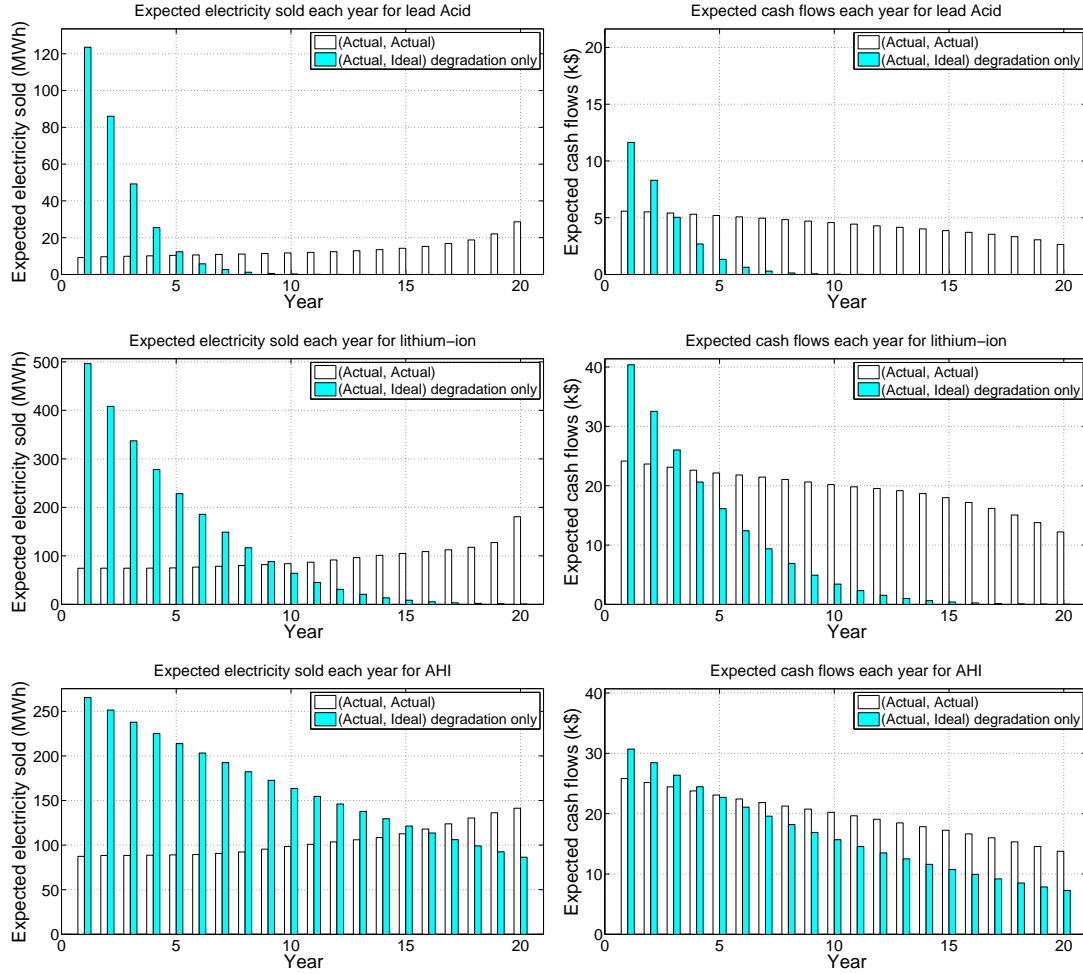 Expected electricity sold each year for lead Acid
Expected electricity sold (MWh)
120
100
80
60
40
20
0
(Actual, Actual)
(Actual, Ideal) degradation only
0 5 10 15 20
Year
Expected cash flows each year for lead Acid
Expected cash flows (k$)
20
15
10
5
0
(Actual, Actual)
(Actual, Ideal) degradation only
0 5 10 15 20
Year
Expected electricity sold each year for lithium−ion
Expected electricity sold (MWh)
500
400
300
200
100
0
(Actual, Actual)
(Actual, Ideal) degradation only
0 5 10 15 20
Year
Expected cash flows each year for lithium−ion
Expected cash flows (k$)
40
30
20
10
0
(Actual, Actual)
(Actual, Ideal) degradation only
0 5 10 15 20
Year
Expected electricity sold each year for AHI
Expected electricity sold (MWh)
250
200
150
100
50
0
(Actual, Actual)
(Actual, Ideal) degradation only
0 5 10 15 20
Year
Expected cash flows each year for AHI
Expected cash flows (k$)
40
30
20
10
0
(Actual, Actual)
(Actual, Ideal) degradation only
0 5 10 15 20
Year